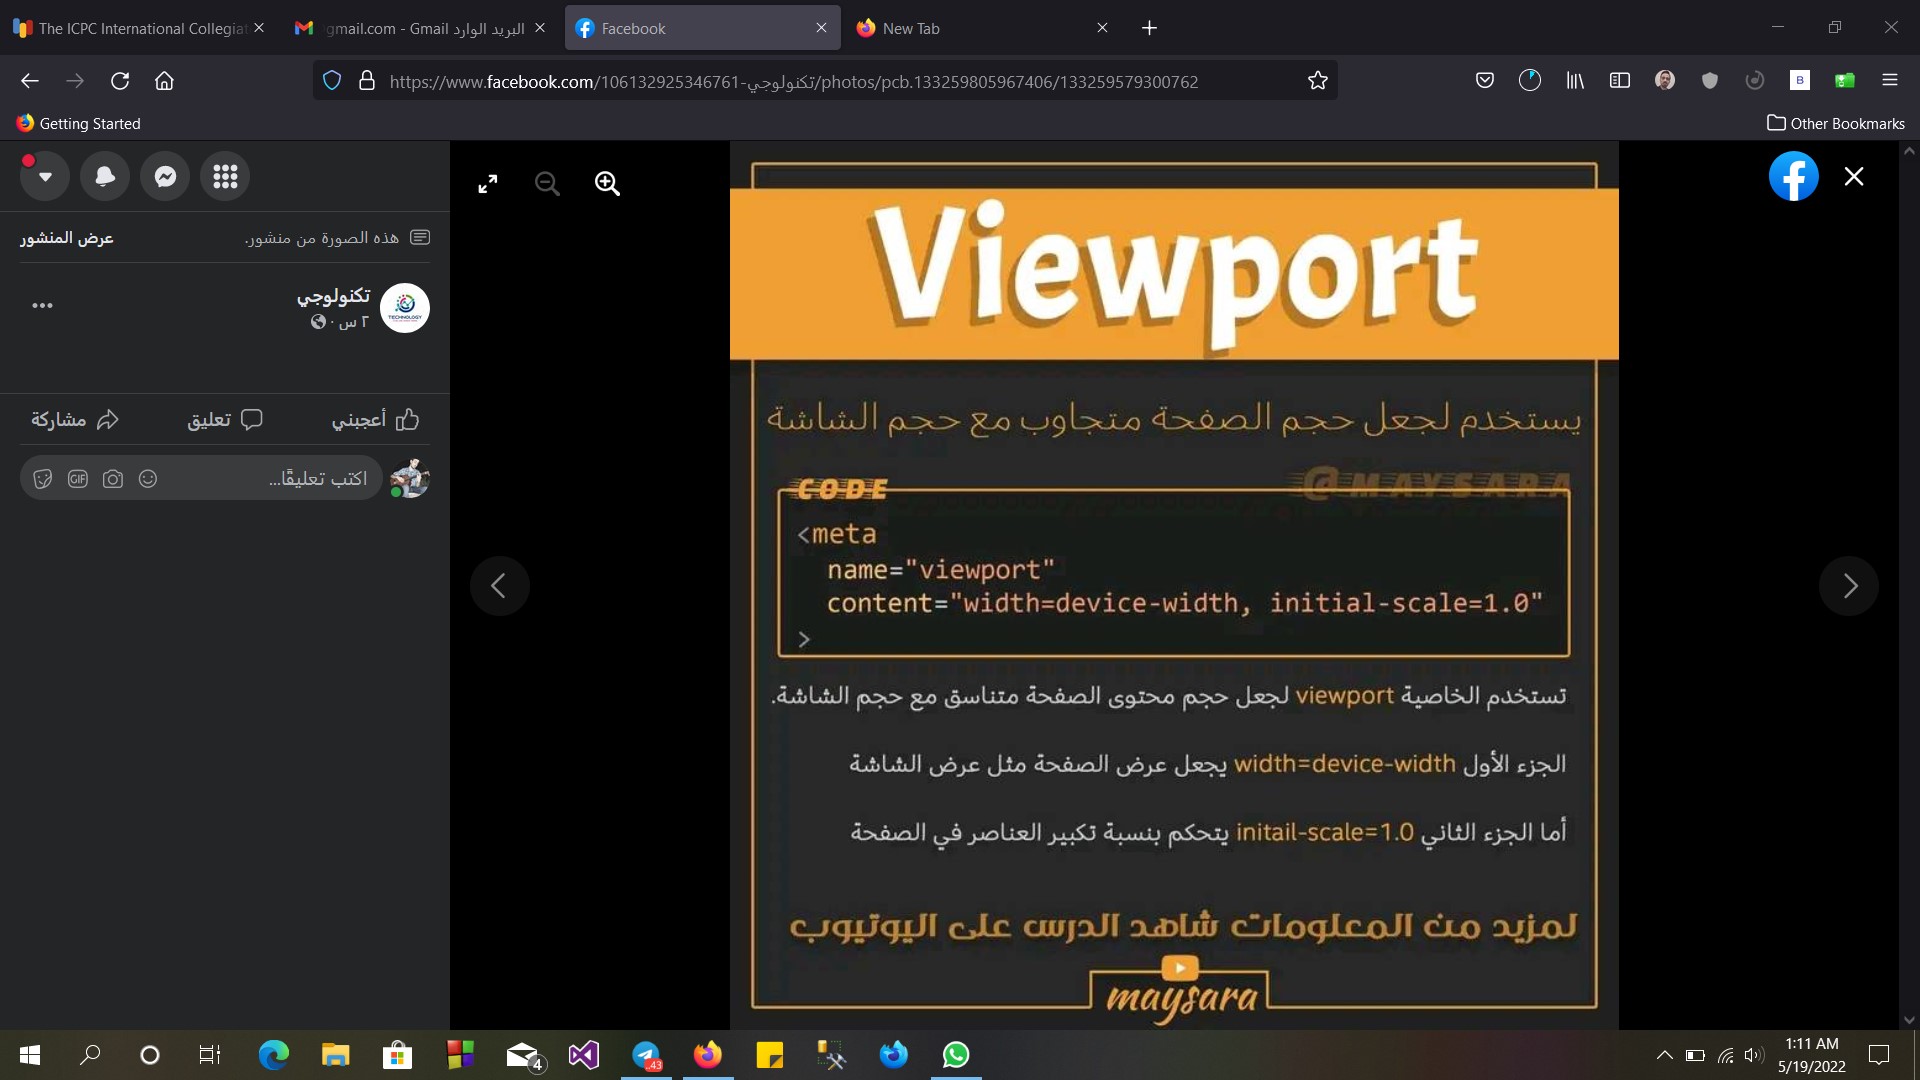 The ICPC International Collegiat
gmail.com - Gmail البريد الوارد
Facebook
New Tab
https://www.facebook.com/106132925346761-تكنولوجي/photos/pcb.133259805967406/133259579300762
B
Getting Started
Other Bookmarks
هذه الصورة من منشور.
عرض المنشور
تكنولوجي
TECHNOLOGY
٢ س ·
أعجبني
تعليق
مشاركة
اكتب تعليقًا...
GIF
Viewport
يستخدم لجعل حجم الصفحة متجاوب مع حجم الشاشة
CODE
@MAYSARA
<meta
name="viewport"
content="width=device-width, initial-scale=1.0"
>
تستخدم الخاصية viewport لجعل حجم محتوى الصفحة متناسق مع حجم الشاشة.
الجزء الأول width=device-width يجعل عرض الصفحة مثل عرض الشاشة
أما الجزء الثاني initail-scale=1.0 يتحكم بنسبة تكبير العناصر في الصفحة
لمزيد من المعلومات شاهد الدرس على اليوتيوب
maysara
4
43
1:11 AM
5/19/2022